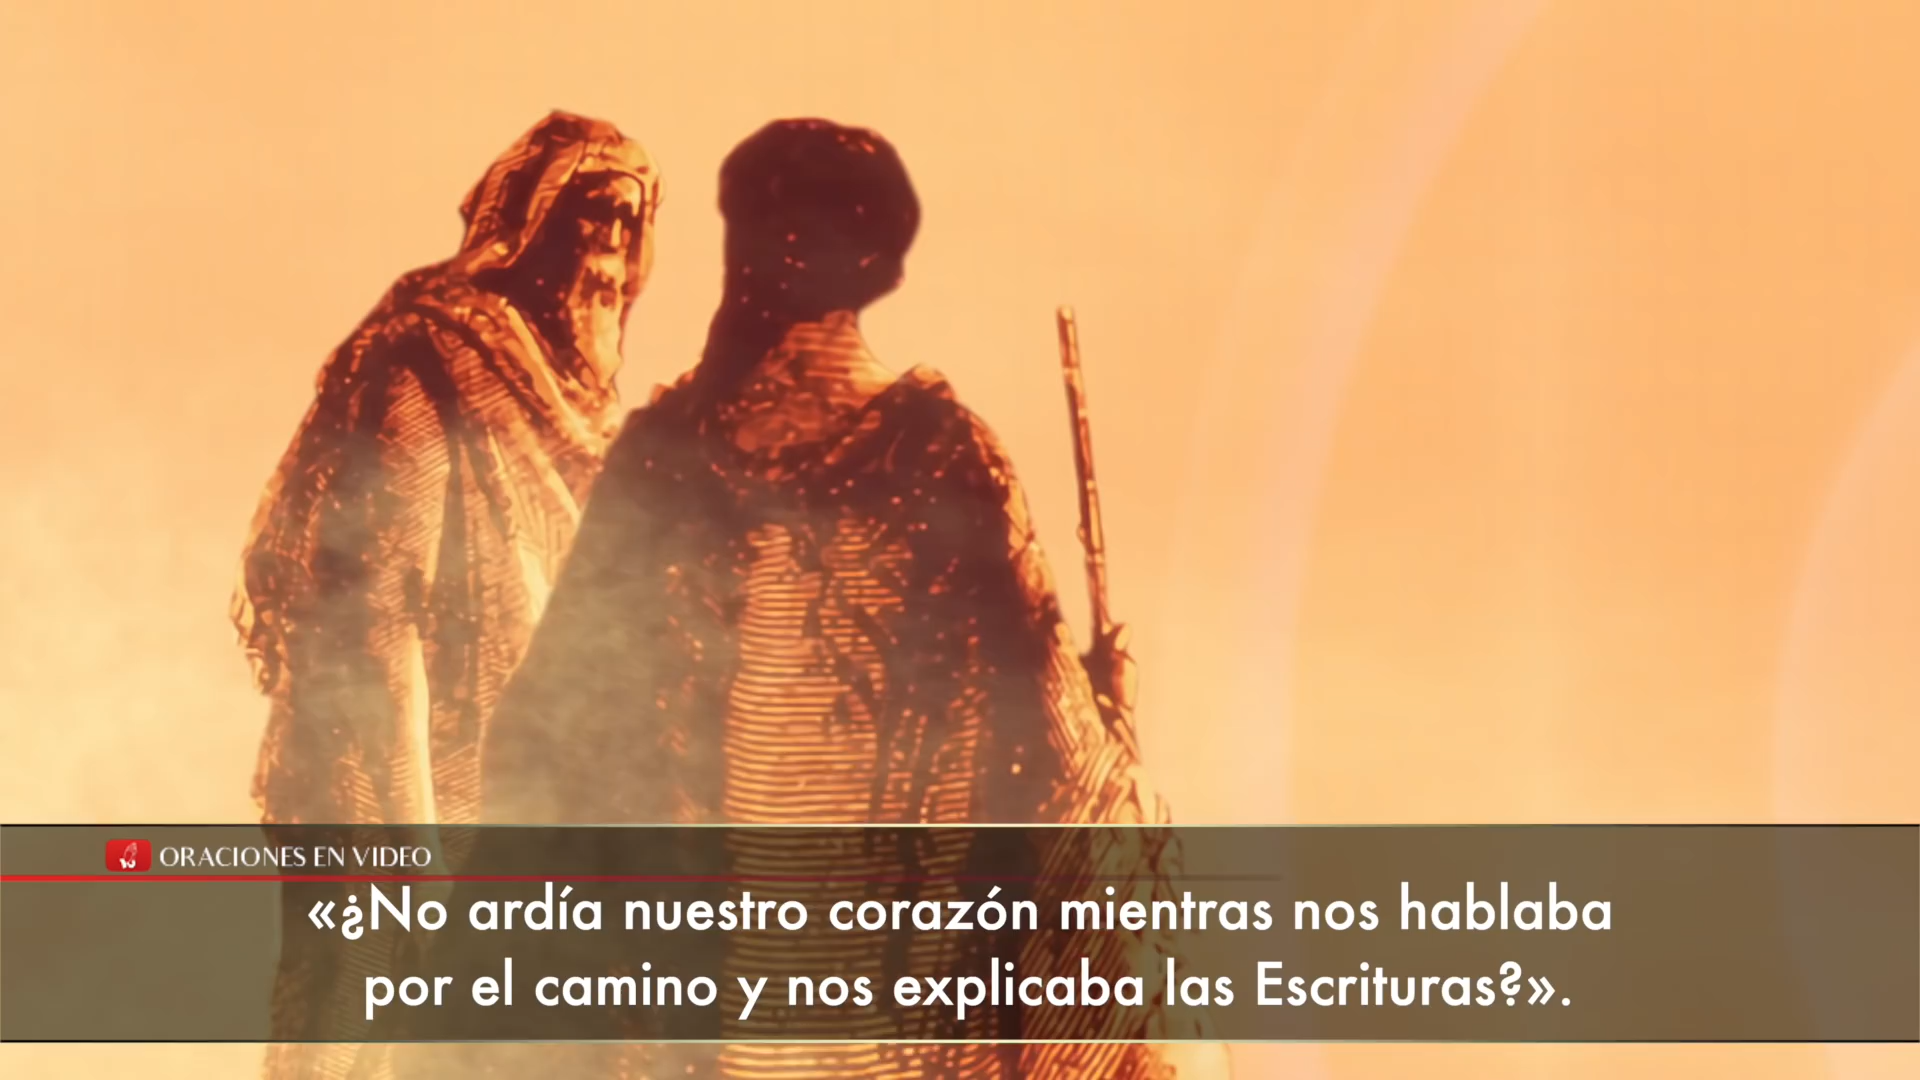 ORACIONES EN VIDEO
«¿No ardía nuestro corazón mientras nos hablaba
por el camino y nos explicaba las Escrituras?».